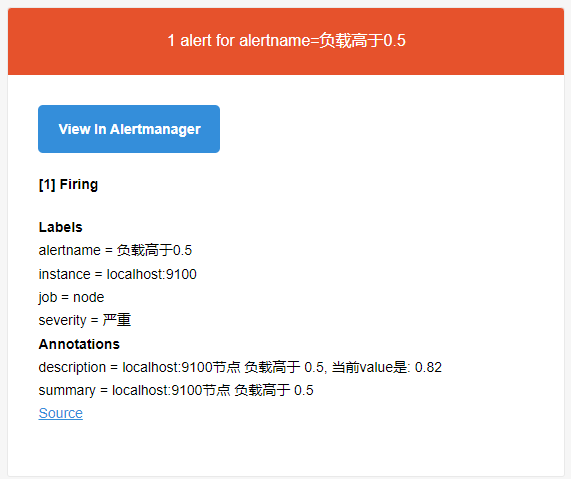 1 alert for alertname=负载高于0.5
View In Alertmanager
[1] Firing
Labels
alertname = 负载高于0.5
instance = localhost:9100
job = node
severity = 严重
Annotations
description = localhost:9100节点 负载高于 0.5, 当前value是: 0.82
summary = localhost:9100节点 负载高于 0.5
Source